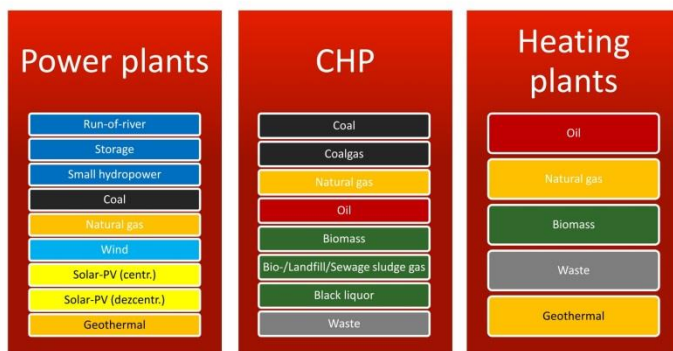 Power plants
Run-of-river
Storage
Small hydropower
Coal
Natural gas
Wind
Solar-PV (centr.)
Solar-PV (dezcentr.)
Geothermal
CHP
Coal
Coalgas
Natural gas
Oil
Biomass
Bio-/Landfill/Sewage sludge gas
Black liquor
Waste
Heating
plants
Oil
Natural gas
Biomass
Waste
Geothermal